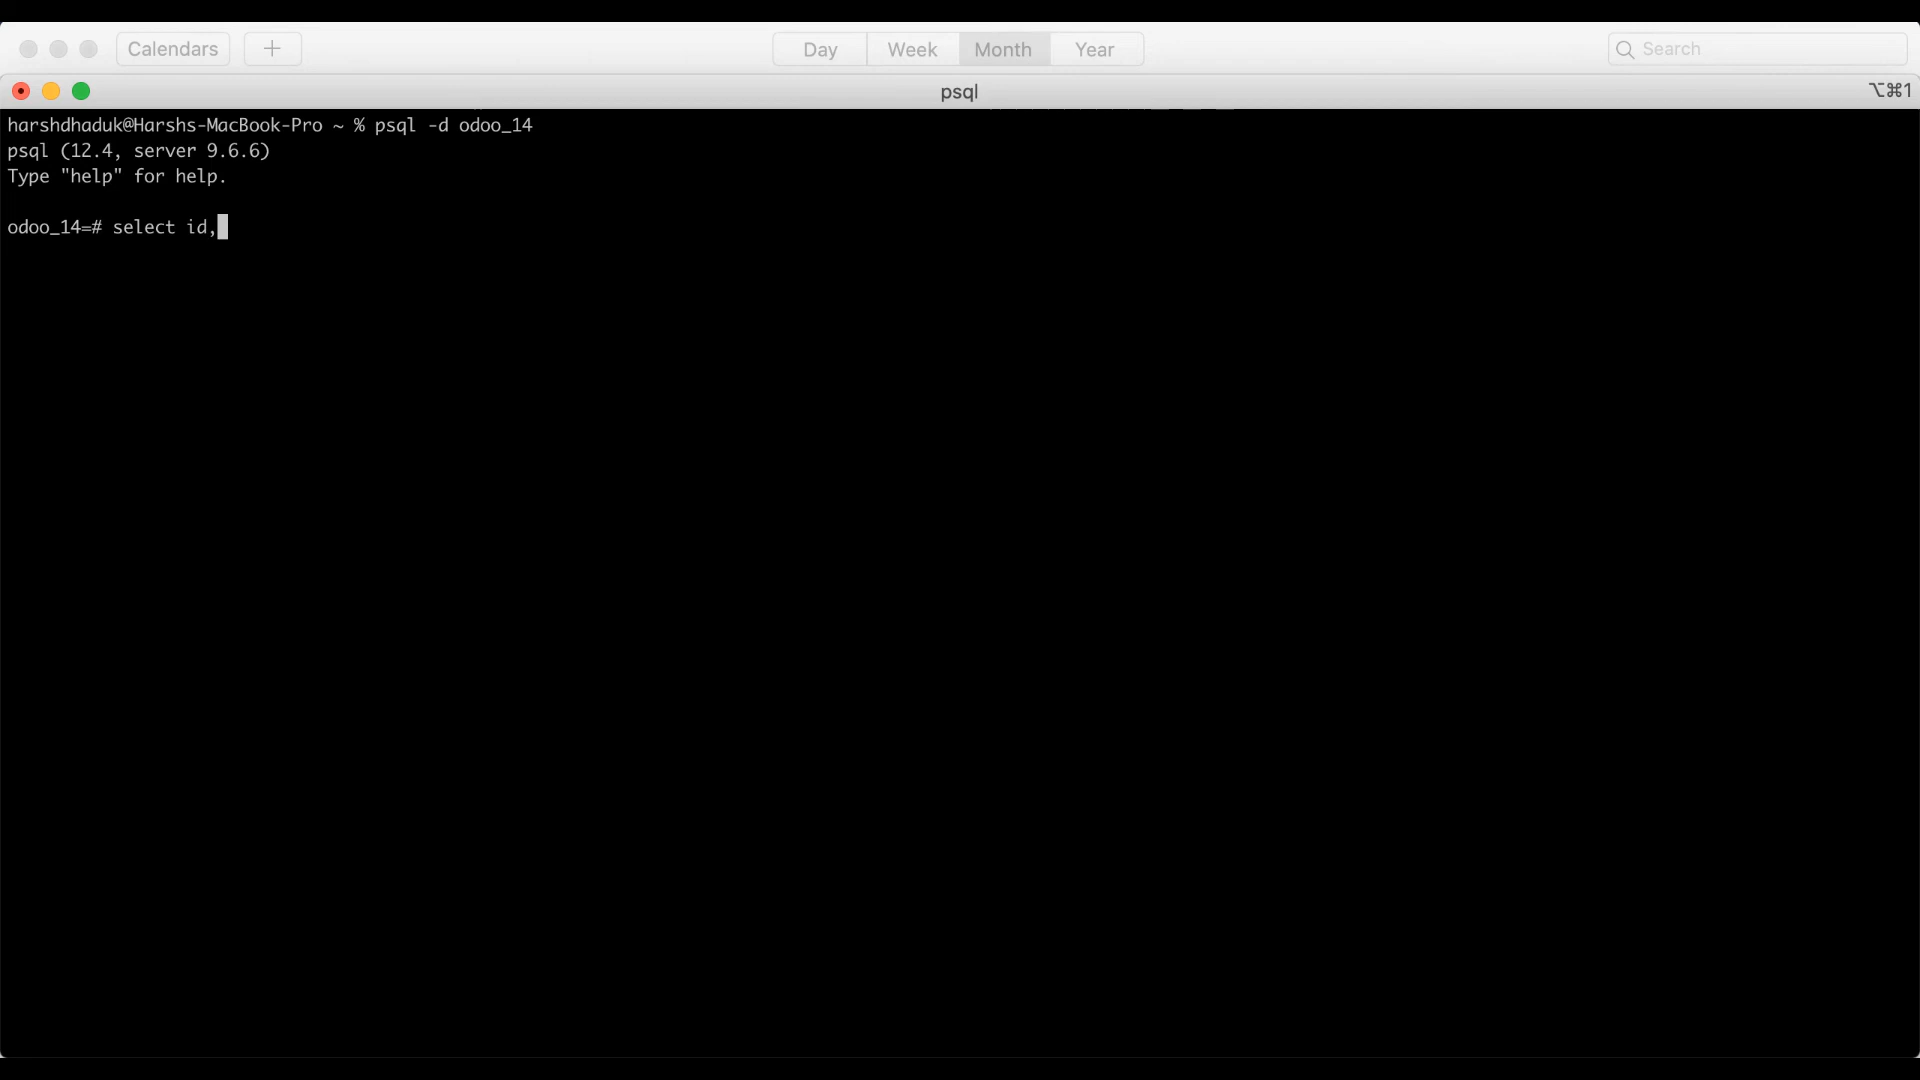 Calendars + Day Week Month Year Search
psql ⌥⌘1
harshdhaduk@Harshs-MacBook-Pro ~ % psql -d odoo_14
psql (12.4, server 9.6.6)
Type "help" for help.
odoo_14=# select id,